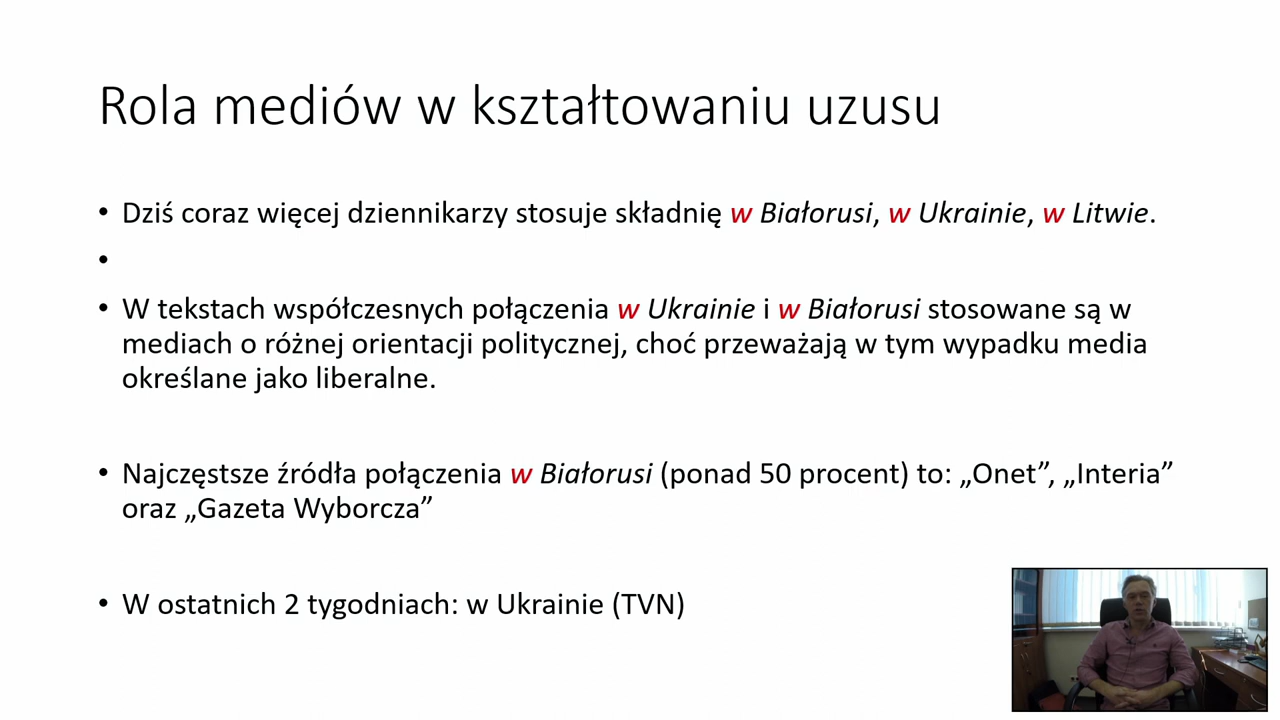 Rola mediów w kształtowaniu uzusu
• Dziś coraz więcej dziennikarzy stosuje składnię w Białorusi, w Ukrainie, w Litwie.
•
• W tekstach współczesnych połączenia w Ukrainie i w Białorusi stosowane są w
mediach o różnej orientacji politycznej, choć przeważają w tym wypadku media
określane jako liberalne.
• Najczęstsze źródła połączenia w Białorusi (ponad 50 procent) to: „Onet”, „Interia”
oraz „Gazeta Wyborcza”
• W ostatnich 2 tygodniach: w Ukrainie (TVN)